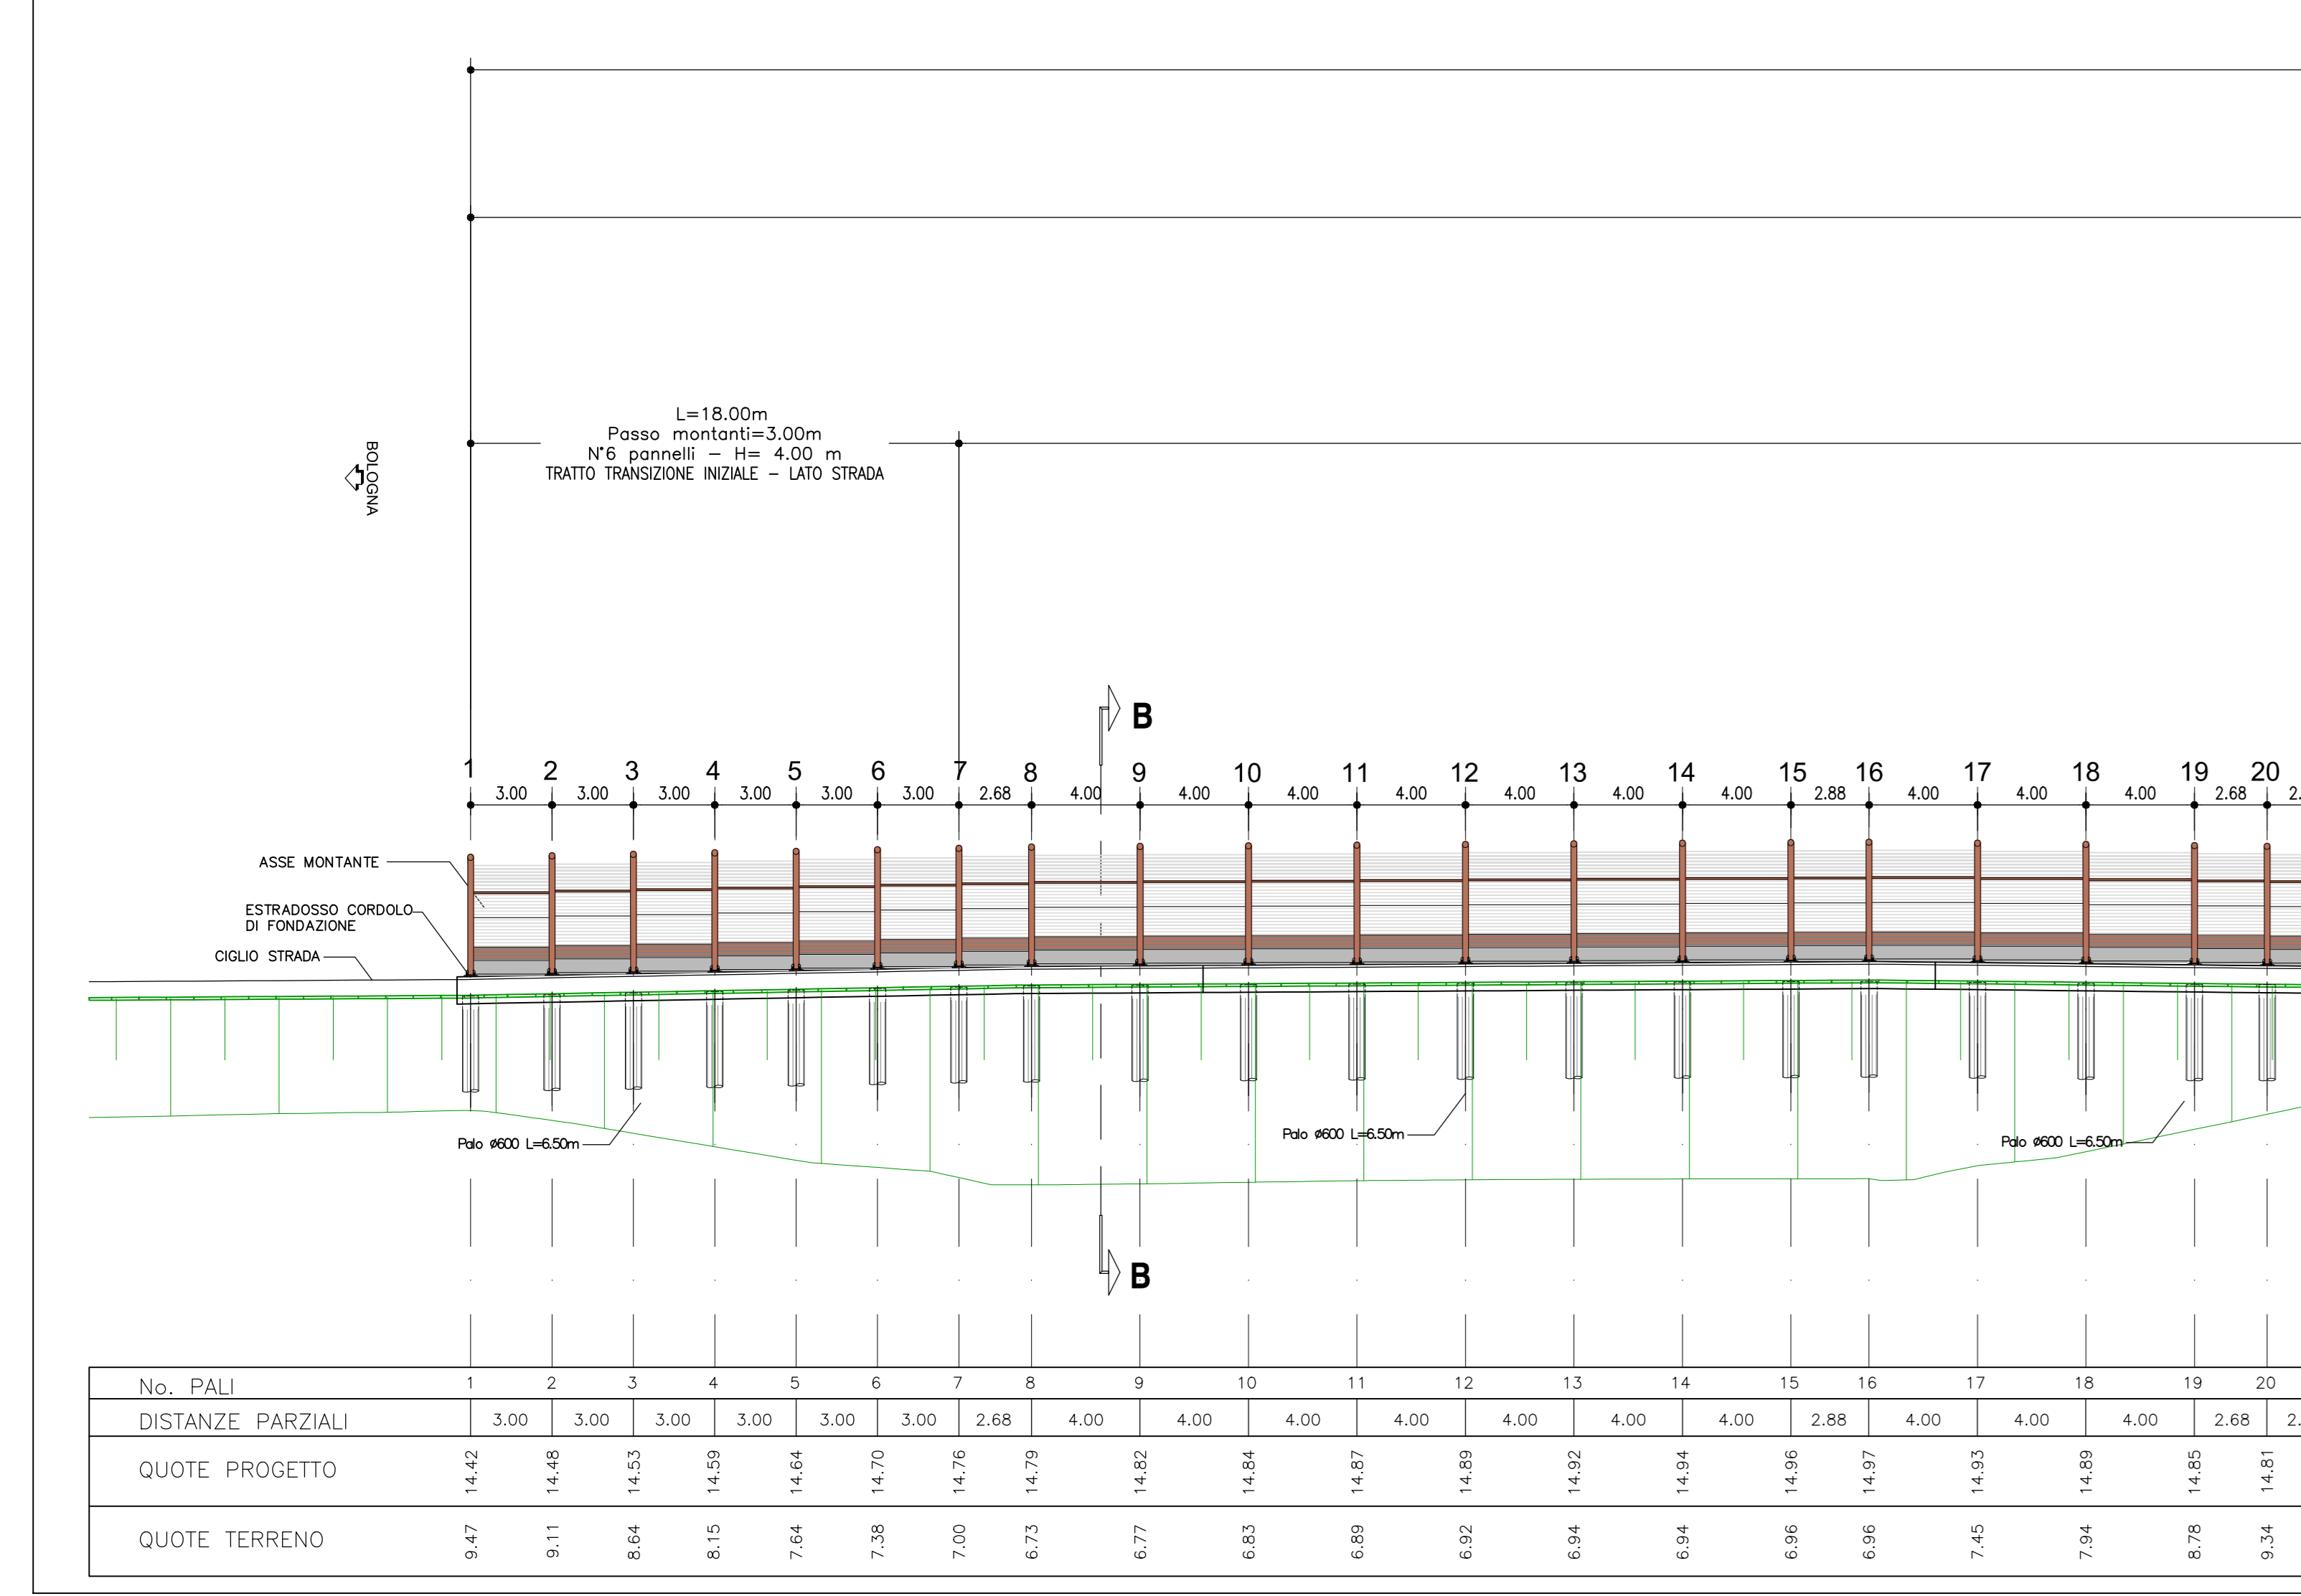 L=18.00m
Passo montanti=3.00m
N°6 pannelli – H= 4.00 m
TRATTO TRANSIZIONE INIZIALE – LATO STRADA
BOLOGNA
B
1 2 3 4 5 6 7 8 9 10 11 12 13 14 15 16 17 18 19 20
3.00 3.00 3.00 3.00 3.00 3.00 2.68 4.00 4.00 4.00 4.00 4.00 4.00 4.00 2.88 4.00 4.00 4.00 2.68 2.
ASSE MONTANTE
ESTRADOSSO CORDOLO
DI FONDAZIONE
CIGLIO STRADA
Palo ø600 L=6.50m
Palo ø600 L=6.50m
Palo ø600 L=6.50m
B
No. PALI 1 2 3 4 5 6 7 8 9 10 11 12 13 14 15 16 17 18 19 20
DISTANZE PARZIALI 3.00 3.00 3.00 3.00 3.00 3.00 2.68 4.00 4.00 4.00 4.00 4.00 4.00 4.00 2.88 4.00 4.00 4.00 2.68 2.
QUOTE PROGETTO 14.42 14.48 14.53 14.59 14.64 14.70 14.76 14.79 14.82 14.84 14.87 14.89 14.92 14.94 14.96 14.97 14.93 14.89 14.85 14.81
QUOTE TERRENO 9.47 9.11 8.64 8.15 7.64 7.38 7.00 6.73 6.77 6.83 6.89 6.92 6.94 6.94 6.96 6.96 7.45 7.94 8.78 9.34